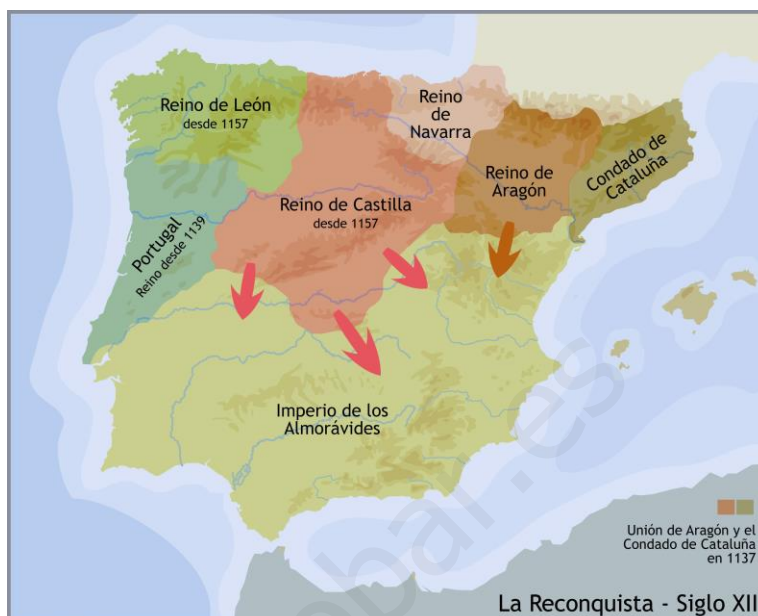 Reino de León
desde 1157
Reino
de
Navarra
Reino de
Aragón
Condado de
Cataluña
Portugal
Reino desde 1139
Reino de Castilla
desde 1157
Imperio de los
Almorávides
Unión de Aragón y el
Condado de Cataluña
en 1137
La Reconquista - Siglo XII
ebar.es